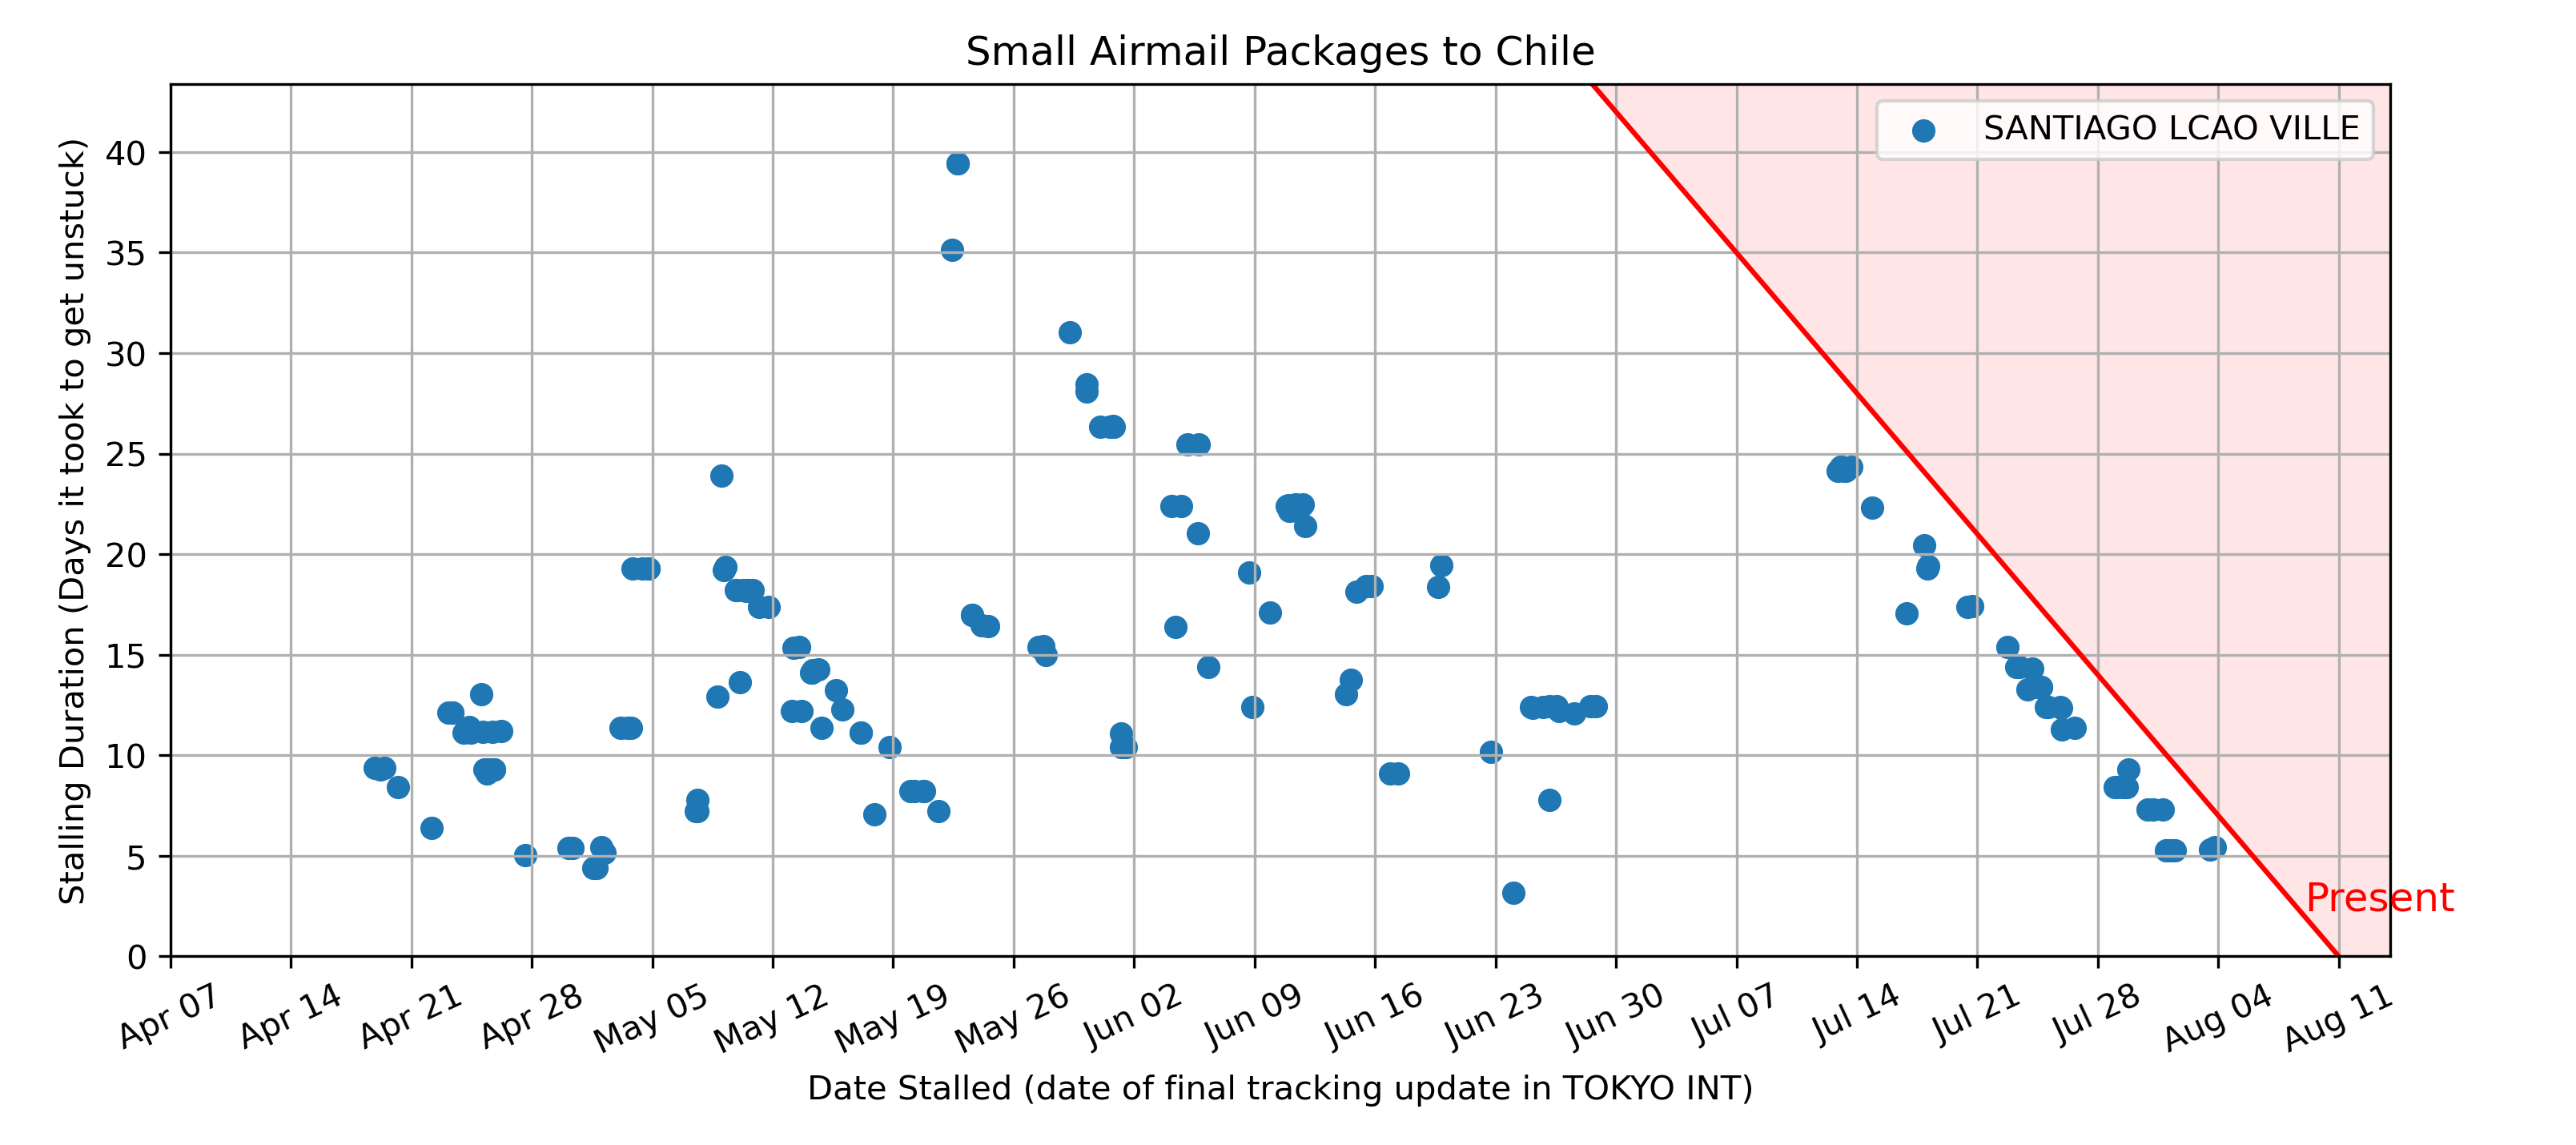 Small Airmail Packages to Chile
SANTIAGO LCAO VILLE
Stalling Duration (Days it took to get unstuck)
40
35
30
25
20
15
10
5
0
Present
Apr 07
Apr 14
Apr 21
Apr 28
May 05
May 12
May 19
May 26
Jun 02
Jun 09
Jun 16
Jun 23
Jun 30
Jul 07
Jul 14
Jul 21
Jul 28
Aug 04
Aug 11
Date Stalled (date of final tracking update in TOKYO INT)